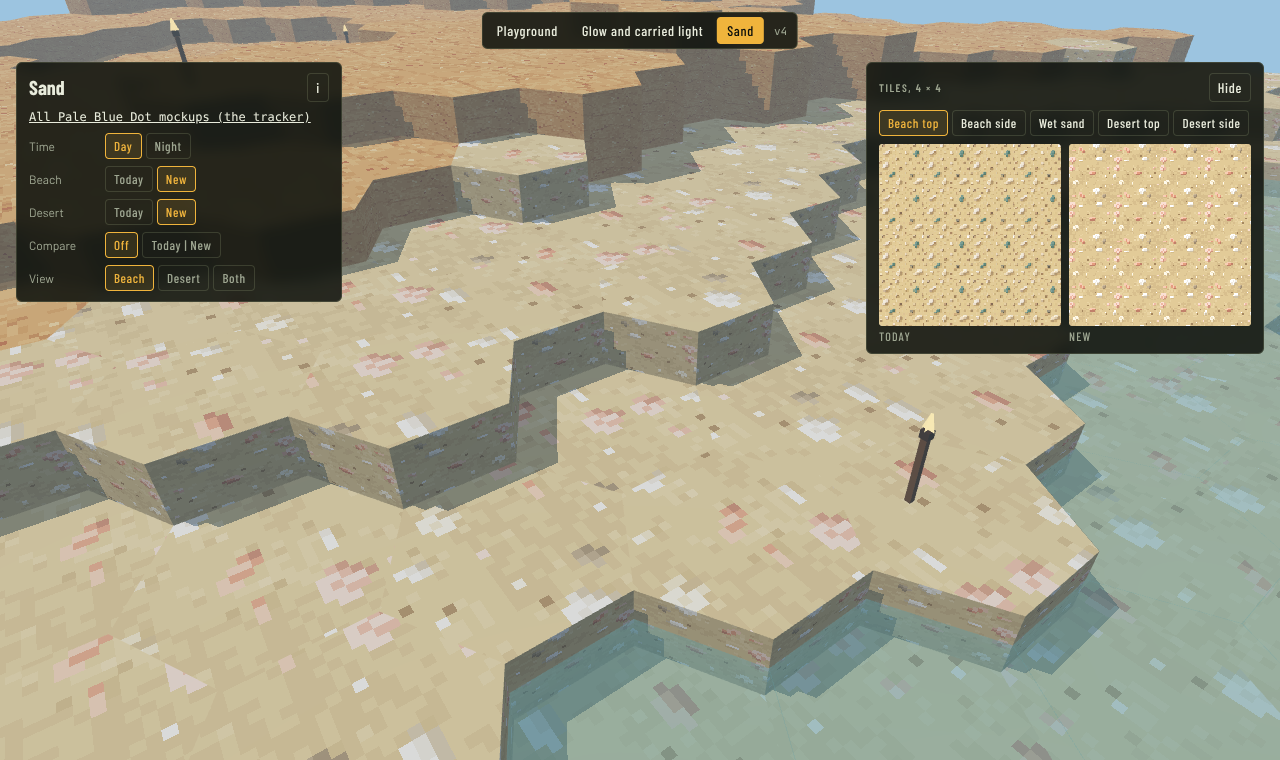 Playground Glow and carried light Sand v4
Sand i
All Pale Blue Dot mockups (the tracker)
Time Day Night
Beach Today New
Desert Today New
Compare Off Today | New
View Beach Desert Both
TILES, 4 × 4 Hide
Beach top Beach side Wet sand Desert top Desert side
TODAY NEW